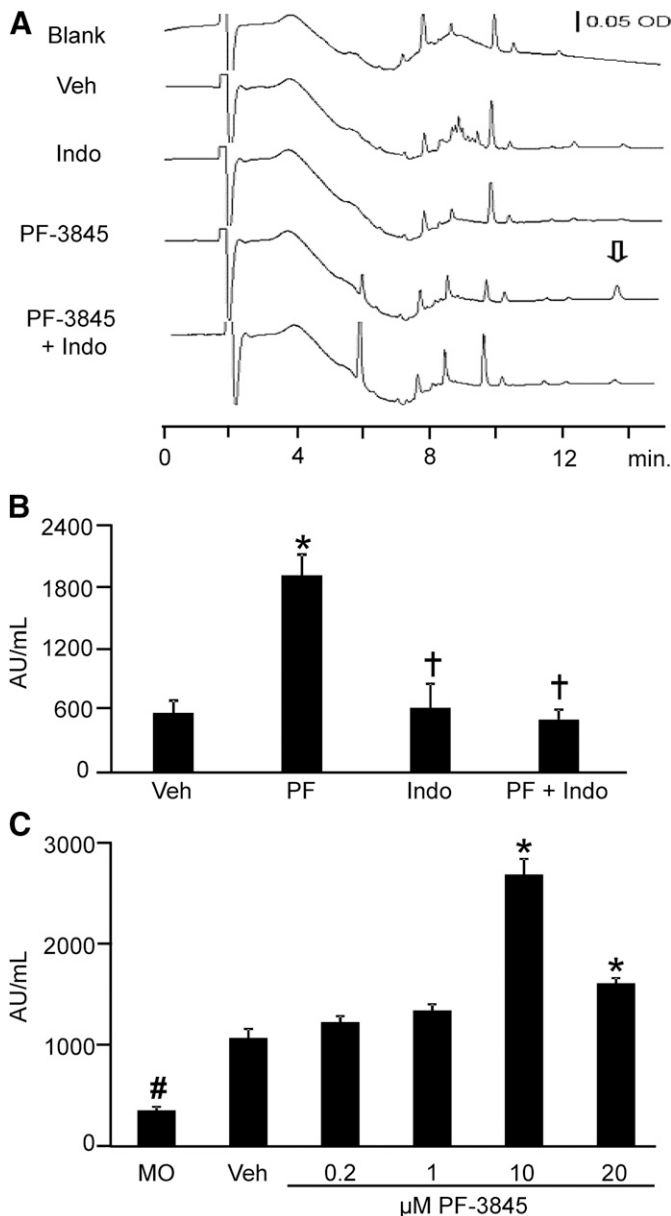 A
Blank
0.05 OD
Veh
Indo
PF-3845
PF-3845
+ Indo
0 4 8 12 min.
B
2400
1800
1200
600
0
AU/mL
*
†
†
Veh PF Indo PF + Indo
C
3000
2000
1000
0
AU/mL
#
*
*
MO Veh 0.2 1 10 20
µM PF-3845